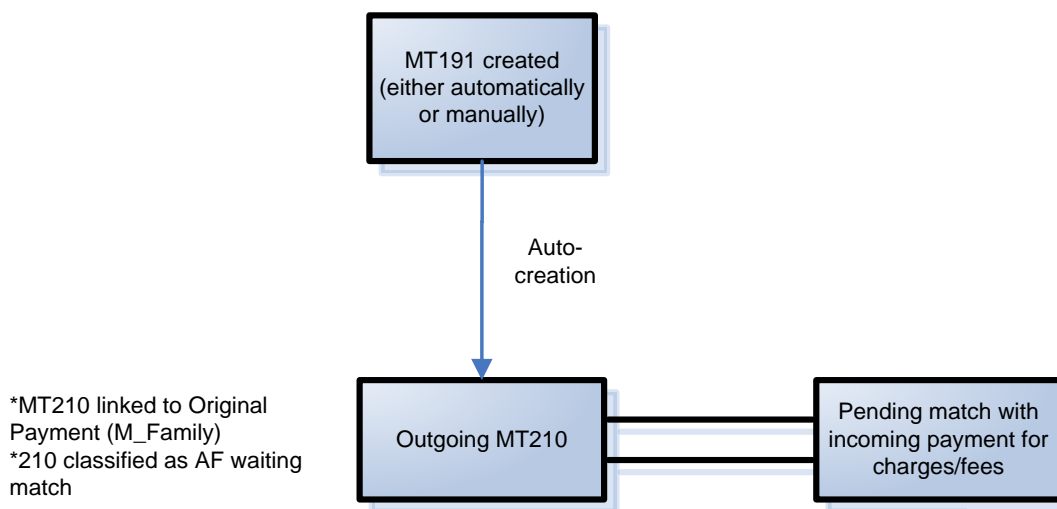 MT191 created
(either automatically
or manually)
Auto-
creation
*MT210 linked to Original
Payment (M_Family)
*210 classified as AF waiting
match
Outgoing MT210
Pending match with
incoming payment for
charges/fees